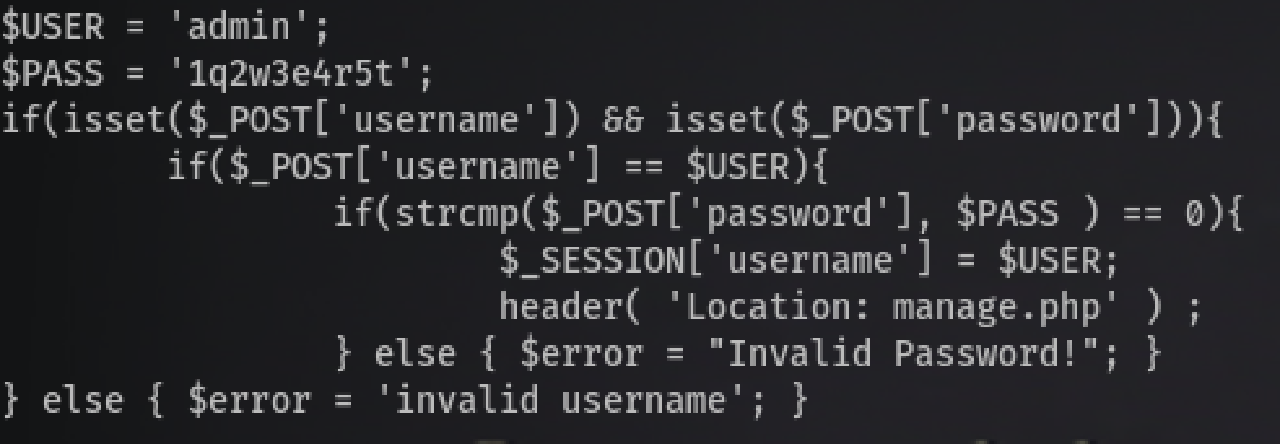 $USER = 'admin';
$PASS = '1q2w3e4r5t';
if(isset($_POST['username']) && isset($_POST['password'])){
if($_POST['username'] == $USER){
if(strcmp($_POST['password'], $PASS ) == 0){
$_SESSION['username'] = $USER;
header( 'Location: manage.php' ) ;
} else { $error = "Invalid Password!"; }
} else { $error = 'invalid username'; }